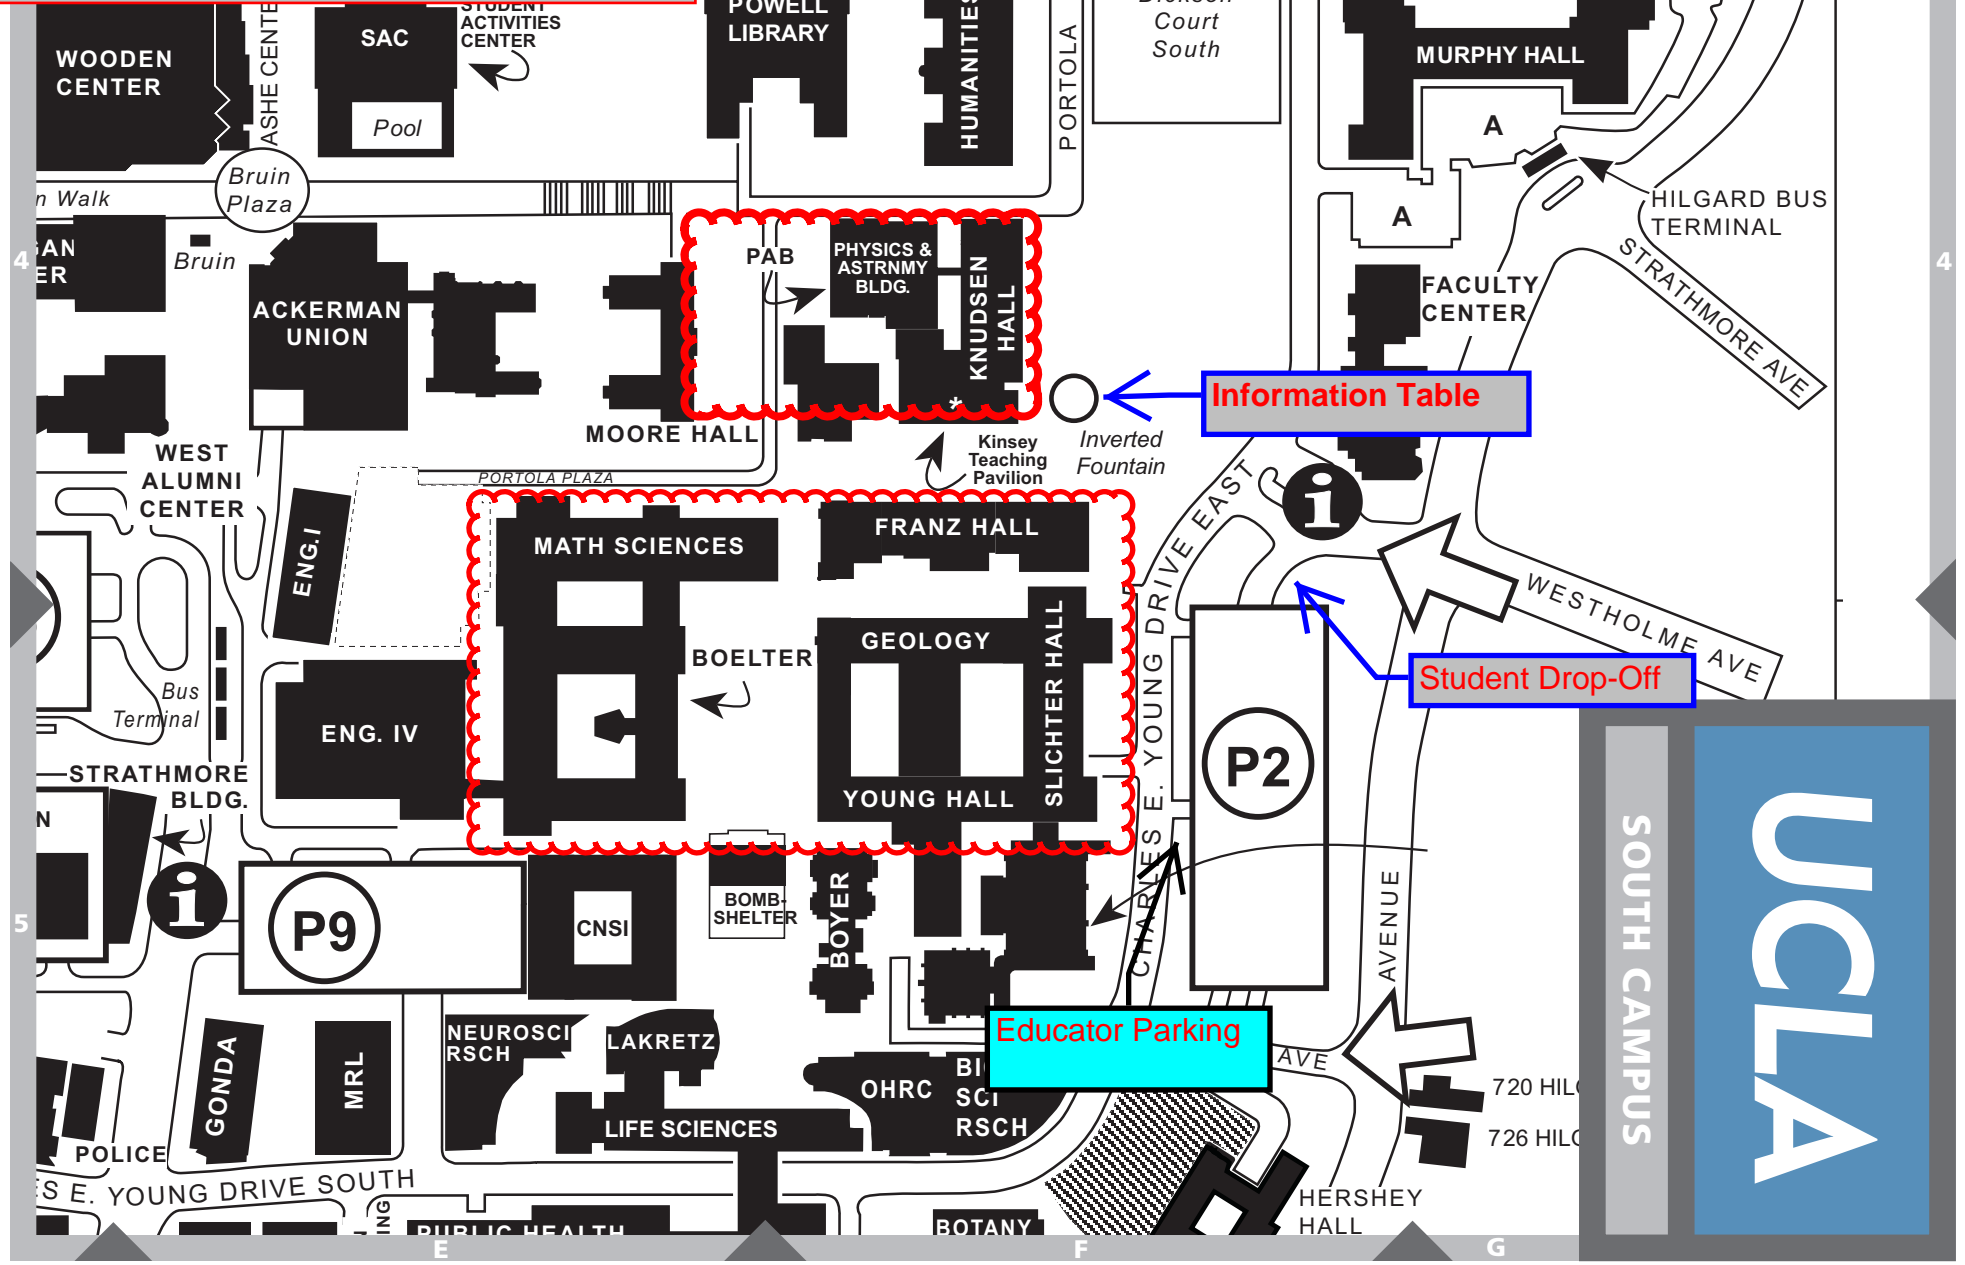 STUDENT
ACTIVITIES
CENTER
SAC
Pool
WOODEN
CENTER
POWELL
LIBRARY
HUMANITIES
PORTOLA
Court
South
MURPHY HALL
A
A
HILGARD BUS
TERMINAL
STRATHMORE AVE
Bruin
Plaza
Walk
Bruin
4
4
ACKERMAN
UNION
PAB
PHYSICS &
ASTRNMY
BLDG.
KNUDSEN
HALL
*
FACULTY
CENTER
Information Table
MOORE HALL
Kinsey
Teaching
Pavilion
Inverted
Fountain
WEST
ALUMNI
CENTER
PORTOLA PLAZA
ENG. I
MATH SCIENCES
FRANZ HALL
i
CHARLES E. YOUNG DRIVE EAST
WESTHOLME AVE
GEOLOGY
SLICHTER HALL
BOELTER
Student Drop-Off
Bus
Terminal
ENG. IV
P2
YOUNG HALL
STRATHMORE
BLDG.
N
i
P9
5
CNSI
BOMB-
SHELTER
BOYER
AVENUE
SOUTH CAMPUS
UCLA
Educator Parking
AVE
NEUROSCI
RSCH
LAKRETZ
GONDA
MRL
OHRC
SCI
RSCH
LIFE SCIENCES
720
726
POLICE
E. YOUNG DRIVE SOUTH
HERSHEY
HALL
PUBLIC HEALTH
BOTANY
E
F
G